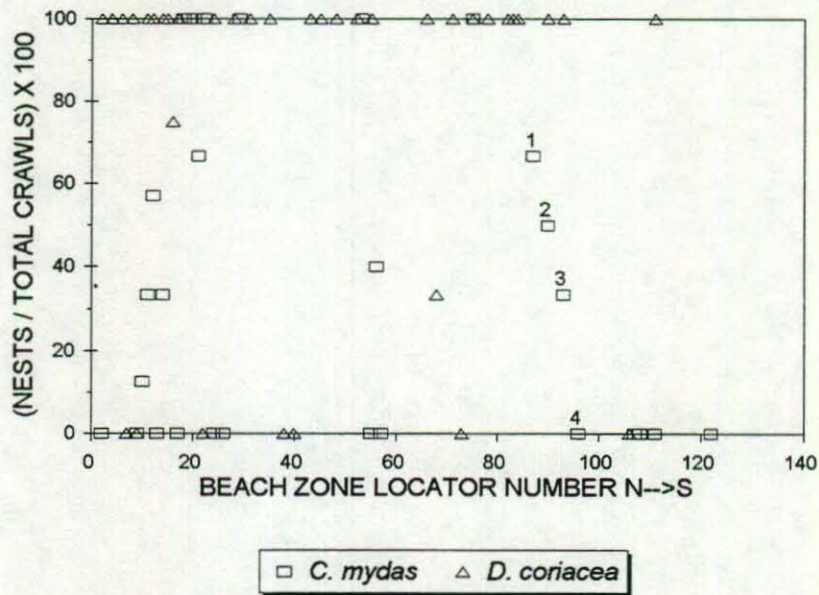 (NESTS / TOTAL CRAWLS) X 100
100
80
60
40
20
0
1
2
3
4
0 20 40 60 80 100 120 140
BEACH ZONE LOCATOR NUMBER N-->S
C. mydas D. coriacea